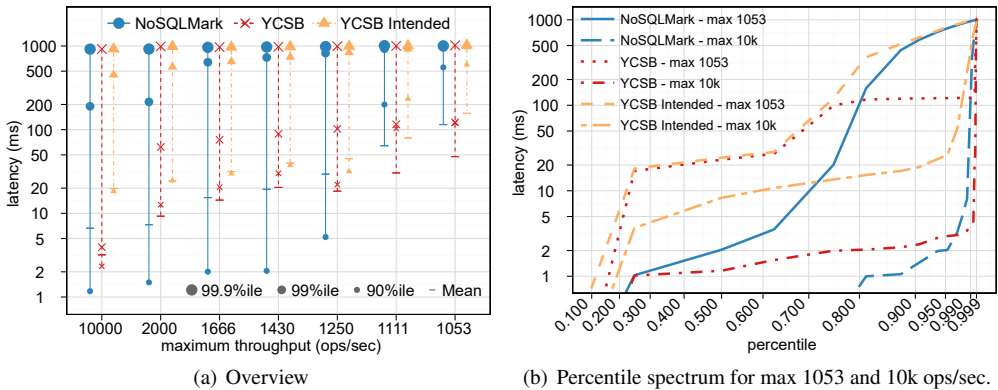 NoSQLMark YCSB YCSB Intended
1000
500
200
100
50
20
10
5
2
1
latency (ms)
99.9%ile 99%ile 90%ile Mean
10000 2000 1666 1430 1250 1111 1053
maximum throughput (ops/sec)
(a) Overview
1000
500
200
100
50
20
10
5
2
1
latency (ms)
NoSQLMark - max 1053
NoSQLMark - max 10k
YCSB - max 1053
YCSB - max 10k
YCSB Intended - max 1053
YCSB Intended - max 10k
0.100 0.200 0.300 0.400 0.500 0.600 0.700 0.800 0.900 0.950 0.990 0.999
percentile
(b) Percentile spectrum for max 1053 and 10k ops/sec.